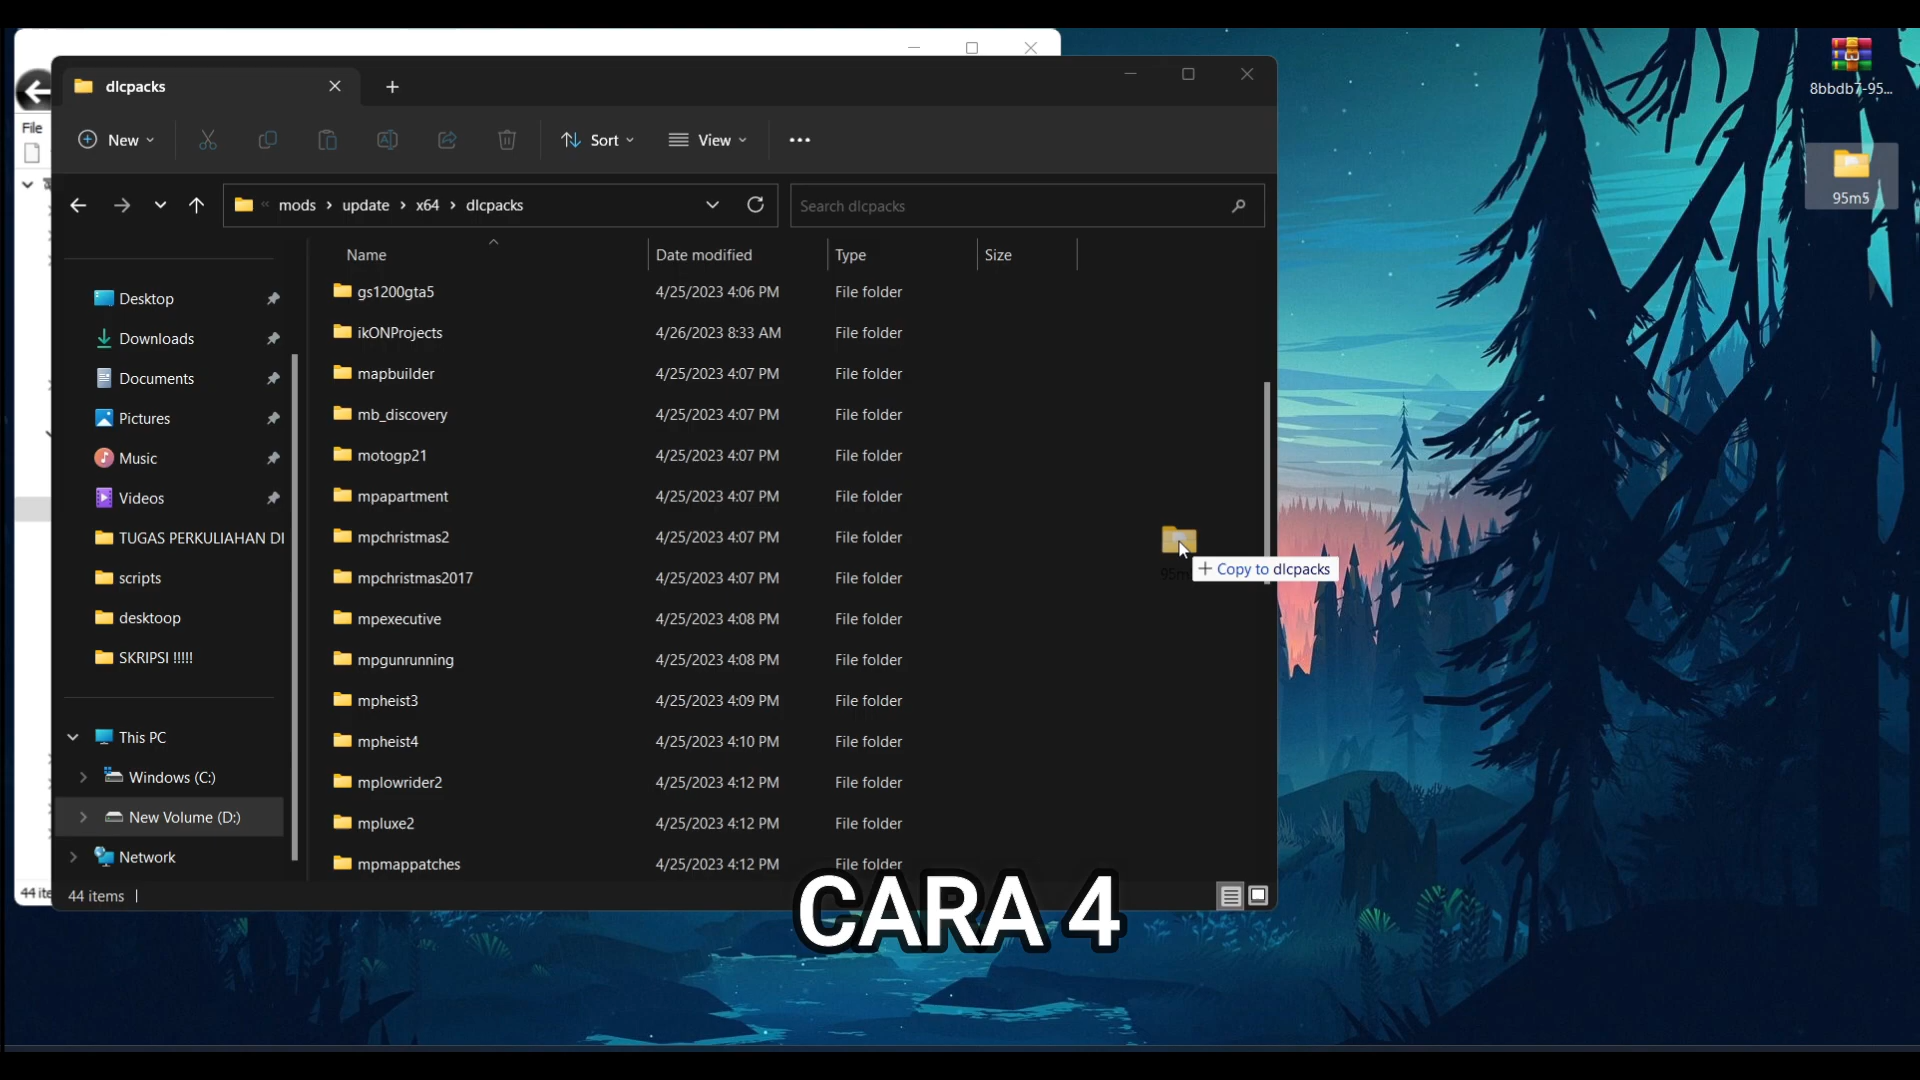 8bbdb7-95...
95m5
File
dlcpacks
New
Sort
View
mods › update › x64 › dlcpacks
Search dlcpacks
Name Date modified Type Size
Desktop
Downloads
Documents
Pictures
Music
Videos
TUGAS PERKULIAHAN DI
scripts
desktoop
SKRIPSI !!!!!
This PC
Windows (C:)
New Volume (D:)
Network
gs1200gta5 4/25/2023 4:06 PM File folder
ikONProjects 4/26/2023 8:33 AM File folder
mapbuilder 4/25/2023 4:07 PM File folder
mb_discovery 4/25/2023 4:07 PM File folder
motogp21 4/25/2023 4:07 PM File folder
mpapartment 4/25/2023 4:07 PM File folder
mpchristmas2 4/25/2023 4:07 PM File folder
mpchristmas2017 4/25/2023 4:07 PM File folder
mpexecutive 4/25/2023 4:08 PM File folder
mpgunrunning 4/25/2023 4:08 PM File folder
mpheist3 4/25/2023 4:09 PM File folder
mpheist4 4/25/2023 4:10 PM File folder
mplowrider2 4/25/2023 4:12 PM File folder
mpluxe2 4/25/2023 4:12 PM File folder
mpmappatches 4/25/2023 4:12 PM File folder
+ Copy to dlcpacks
44 items
44 ite
CARA 4